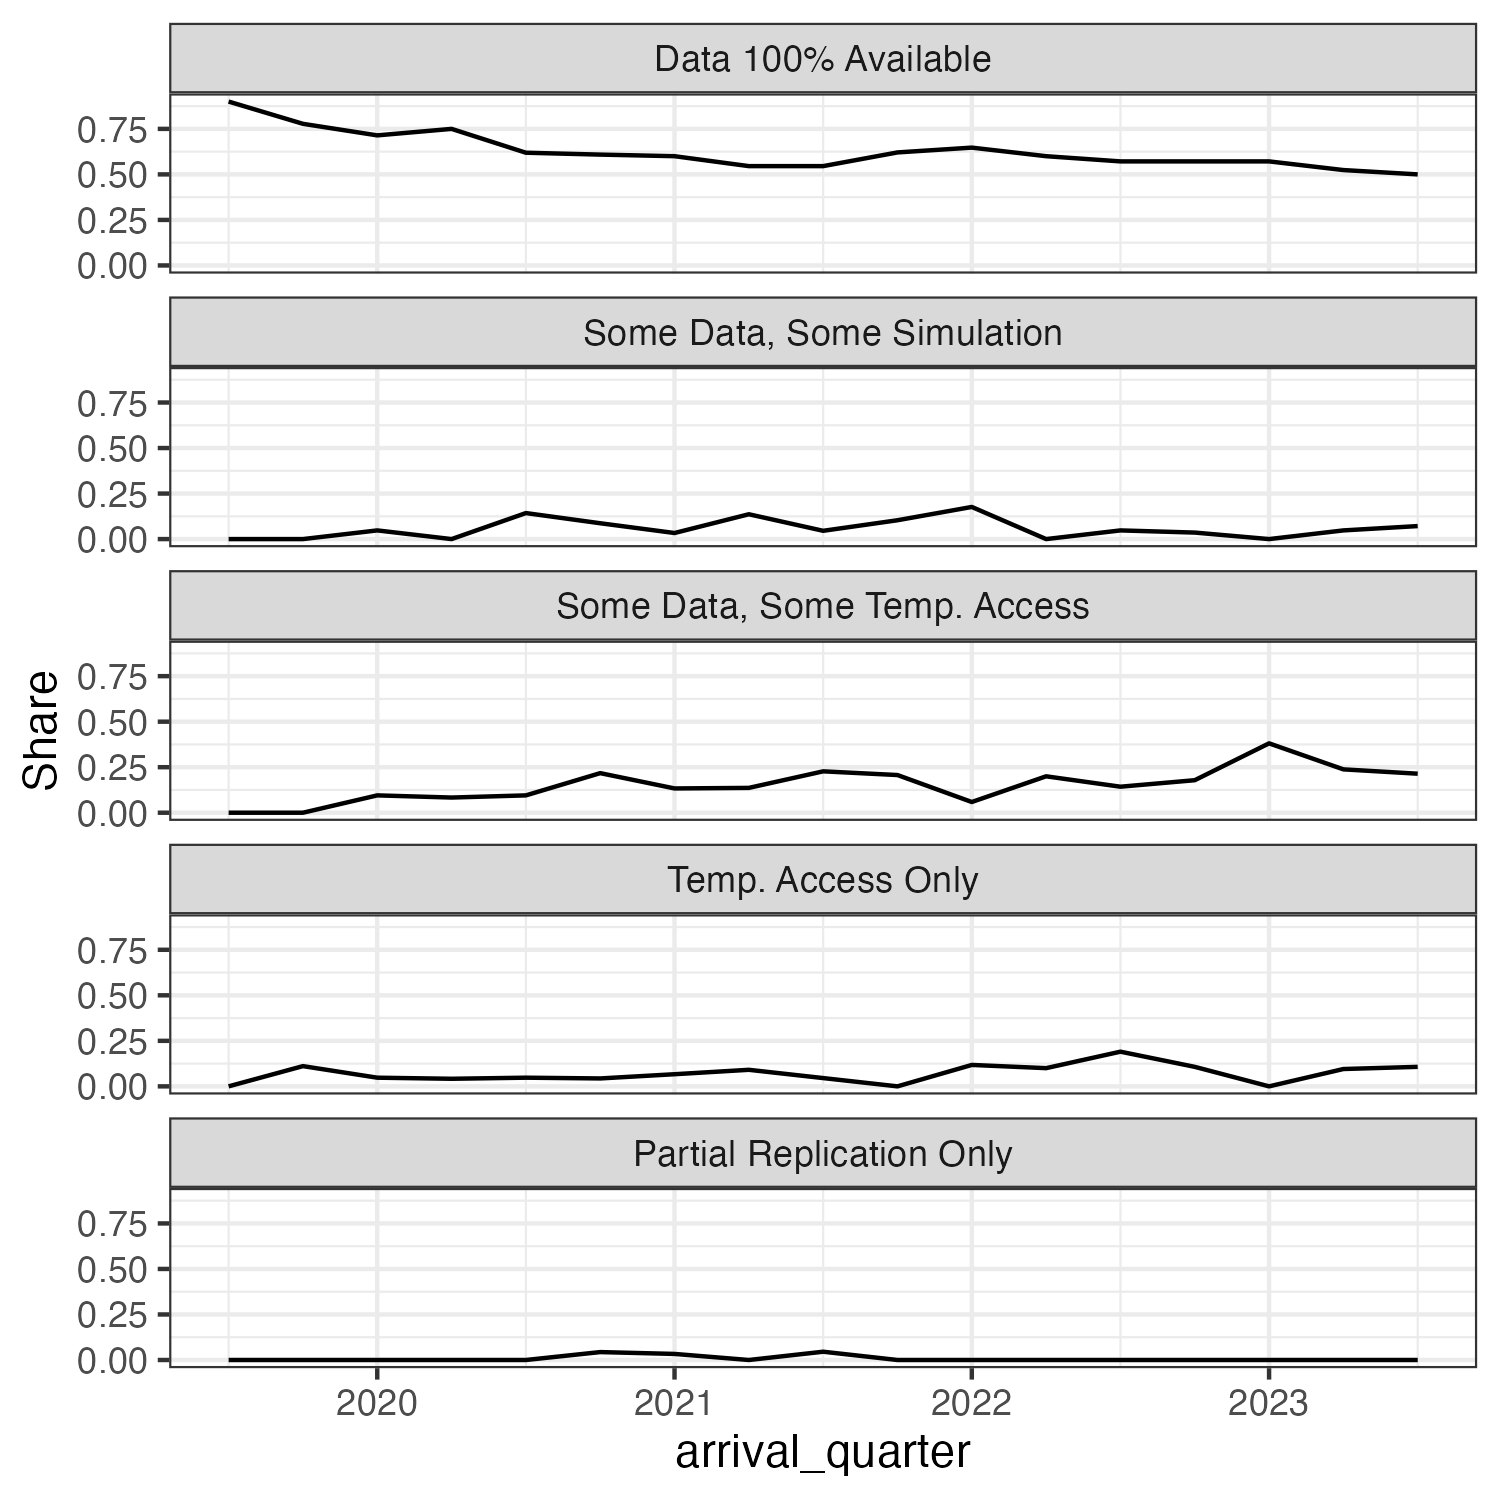 Data 100% Available
0.75
0.50
0.25
0.00
Some Data, Some Simulation
0.75
0.50
0.25
0.00
Some Data, Some Temp. Access
0.75
0.50
0.25
0.00
Share
Temp. Access Only
0.75
0.50
0.25
0.00
Partial Replication Only
0.75
0.50
0.25
0.00
2020 2021 2022 2023
arrival_quarter